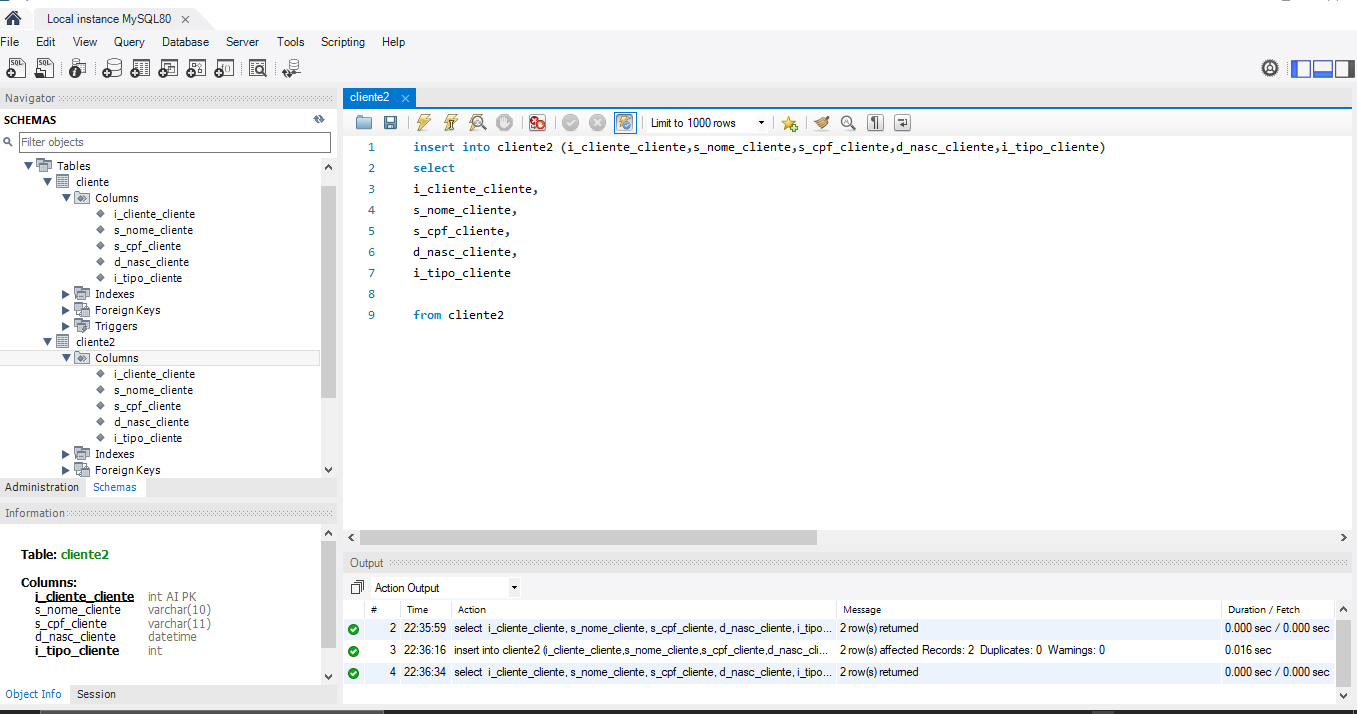 Local instance MySQL80
File Edit View Query Database Server Tools Scripting Help
Navigator
SCHEMAS
Filter objects
Tables
cliente
Columns
i_cliente_cliente
s_nome_cliente
s_cpf_cliente
d_nasc_cliente
i_tipo_cliente
Indexes
Foreign Keys
Triggers
cliente2
Columns
i_cliente_cliente
s_nome_cliente
s_cpf_cliente
d_nasc_cliente
i_tipo_cliente
Indexes
Foreign Keys
Administration Schemas
Information
Table: cliente2
Columns:
i_cliente_cliente int AI PK
s_nome_cliente varchar(10)
s_cpf_cliente varchar(11)
d_nasc_cliente datetime
i_tipo_cliente int
Object Info Session
cliente2
Limit to 1000 rows
1 insert into cliente2 (i_cliente_cliente,s_nome_cliente,s_cpf_cliente,d_nasc_cliente,i_tipo_cliente)
2 select
3 i_cliente_cliente,
4 s_nome_cliente,
5 s_cpf_cliente,
6 d_nasc_cliente,
7 i_tipo_cliente
8
9 from cliente2
Output
Action Output
# Time Action Message Duration / Fetch
2 22:35:59 select i_cliente_cliente, s_nome_cliente, s_cpf_cliente, d_nasc_cliente, i_tipo... 2 row(s) returned 0.000 sec / 0.000 sec
3 22:36:16 insert into cliente2 (i_cliente_cliente,s_nome_cliente,s_cpf_cliente,d_nasc_cli... 2 row(s) affected Records: 2 Duplicates: 0 Warnings: 0 0.016 sec
4 22:36:34 select i_cliente_cliente, s_nome_cliente, s_cpf_cliente, d_nasc_cliente, i_tipo... 2 row(s) returned 0.000 sec / 0.000 sec